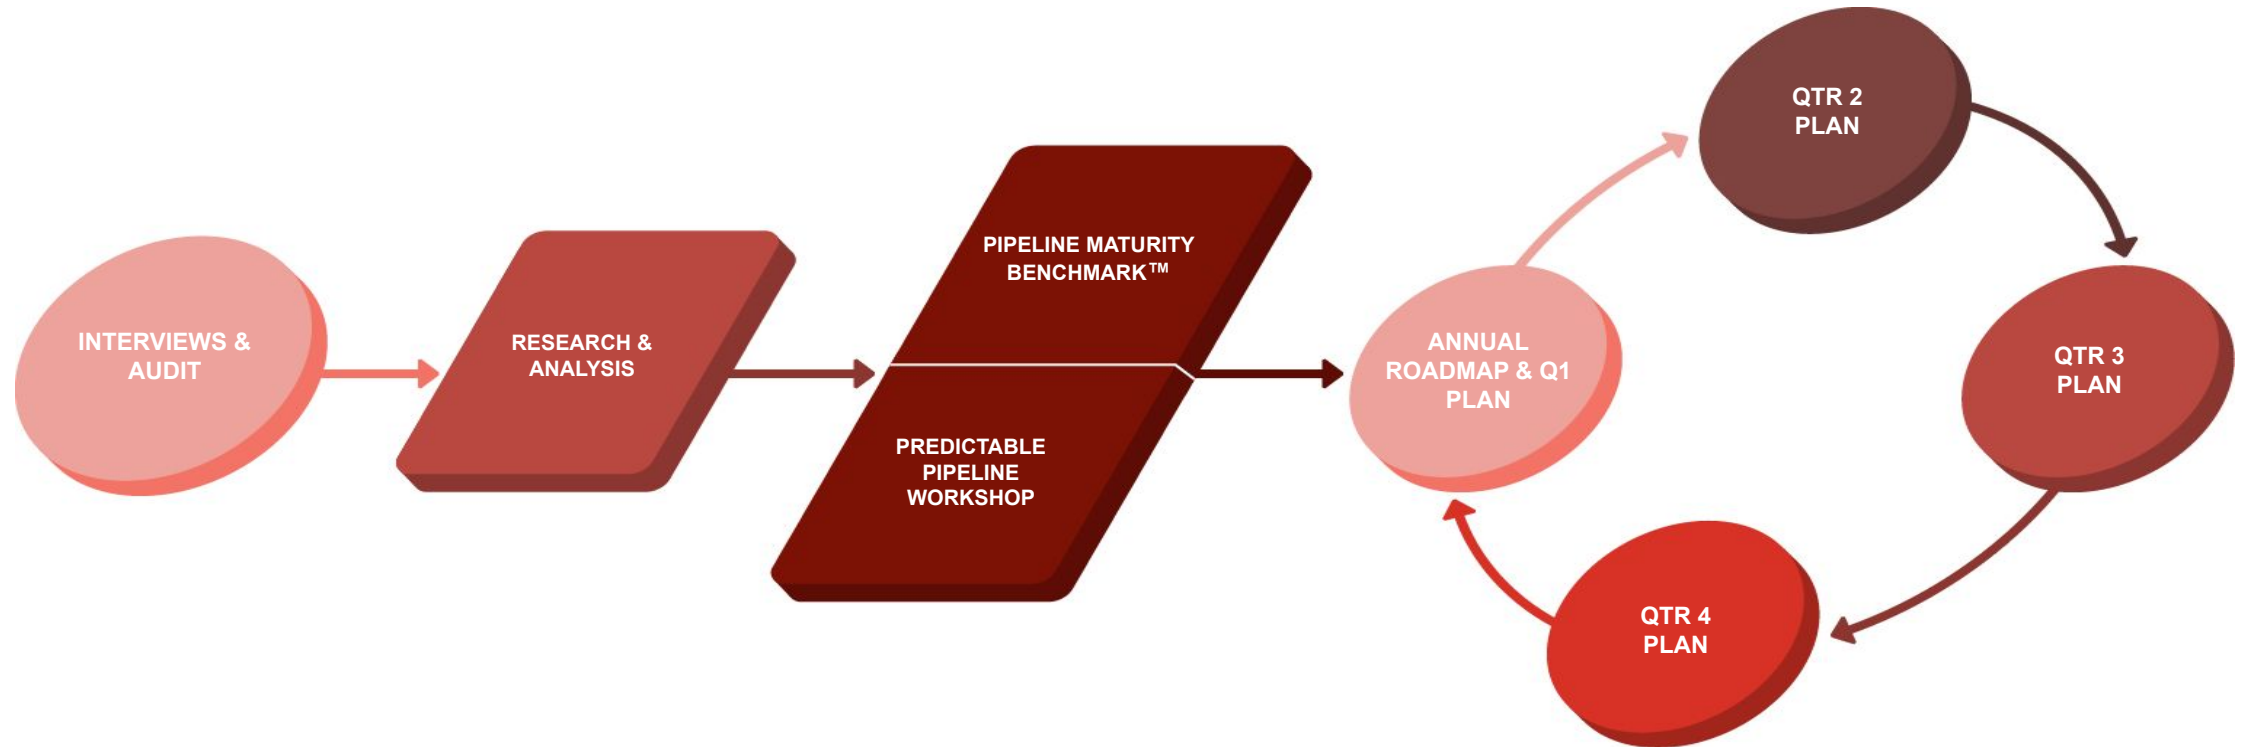 INTERVIEWS &
AUDIT
RESEARCH &
ANALYSIS
PIPELINE MATURITY
BENCHMARK™
PREDICTABLE
PIPELINE
WORKSHOP
ANNUAL
ROADMAP & Q1
PLAN
QTR 2
PLAN
QTR 3
PLAN
QTR 4
PLAN